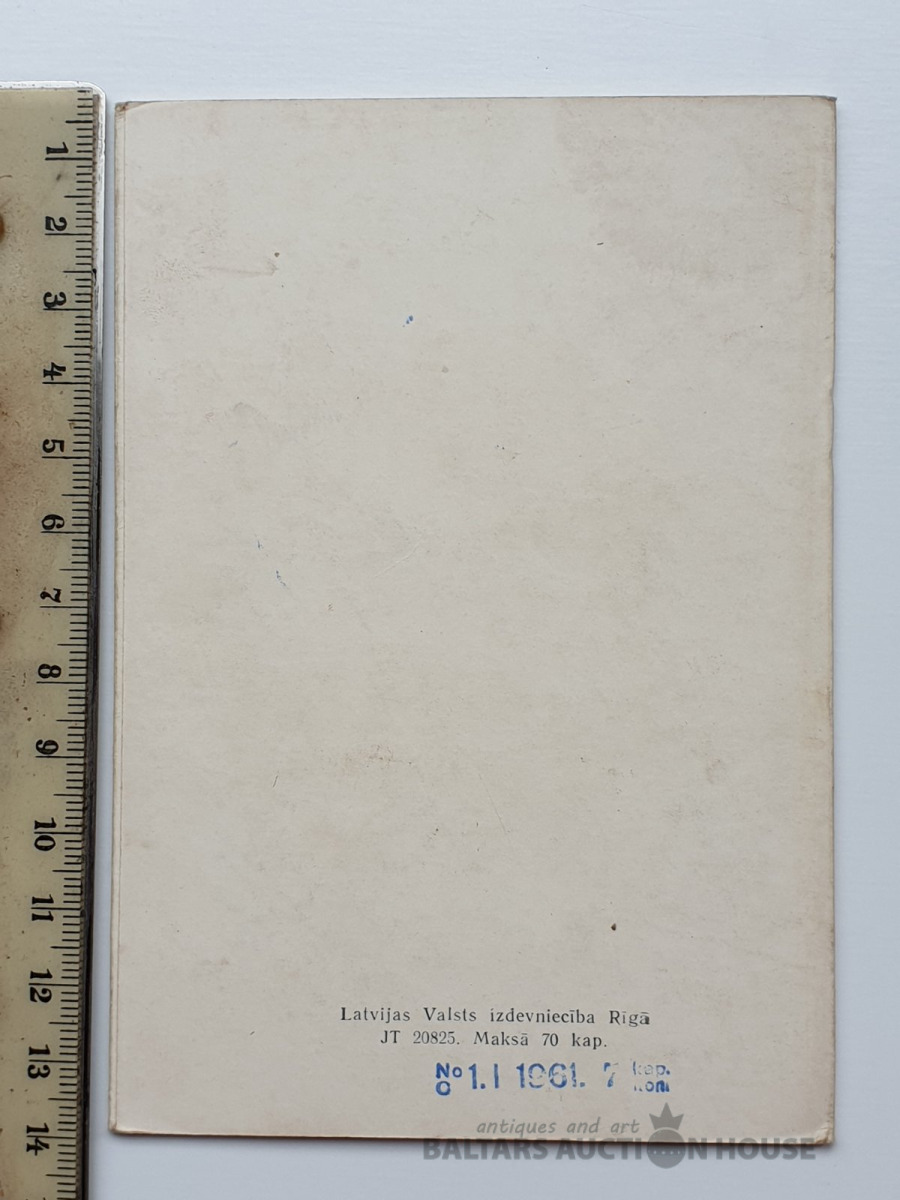 1
2
3
4
5
6
7
8
9
10
11
12
13
14
Latvijas Valsts izdevniecība Rīgā
JT 20825. Maksā 70 kap.
No 1. I 1961. 7 kap.
С коп.
antiques and art
BALTARS AUCTION HOUSE